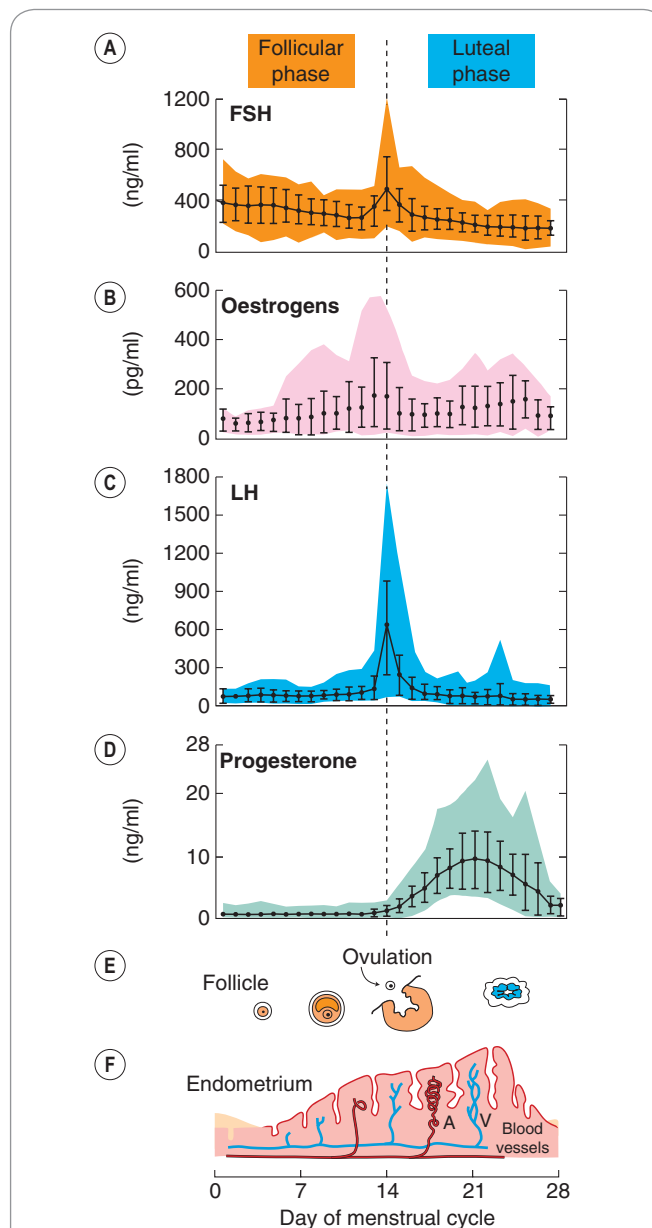 A
Follicular
phase
Luteal
phase
1200
FSH
800
(ng/ml)
400
0
B
600
Oestrogens
400
(pg/ml)
200
0
C
1800
LH
1500
1200
(ng/ml)
900
600
300
0
D
28
Progesterone
20
(ng/ml)
10
0
E
Ovulation
Follicle
F
Endometrium
A
V
Blood
vessels
0 7 14 21 28
Day of menstrual cycle